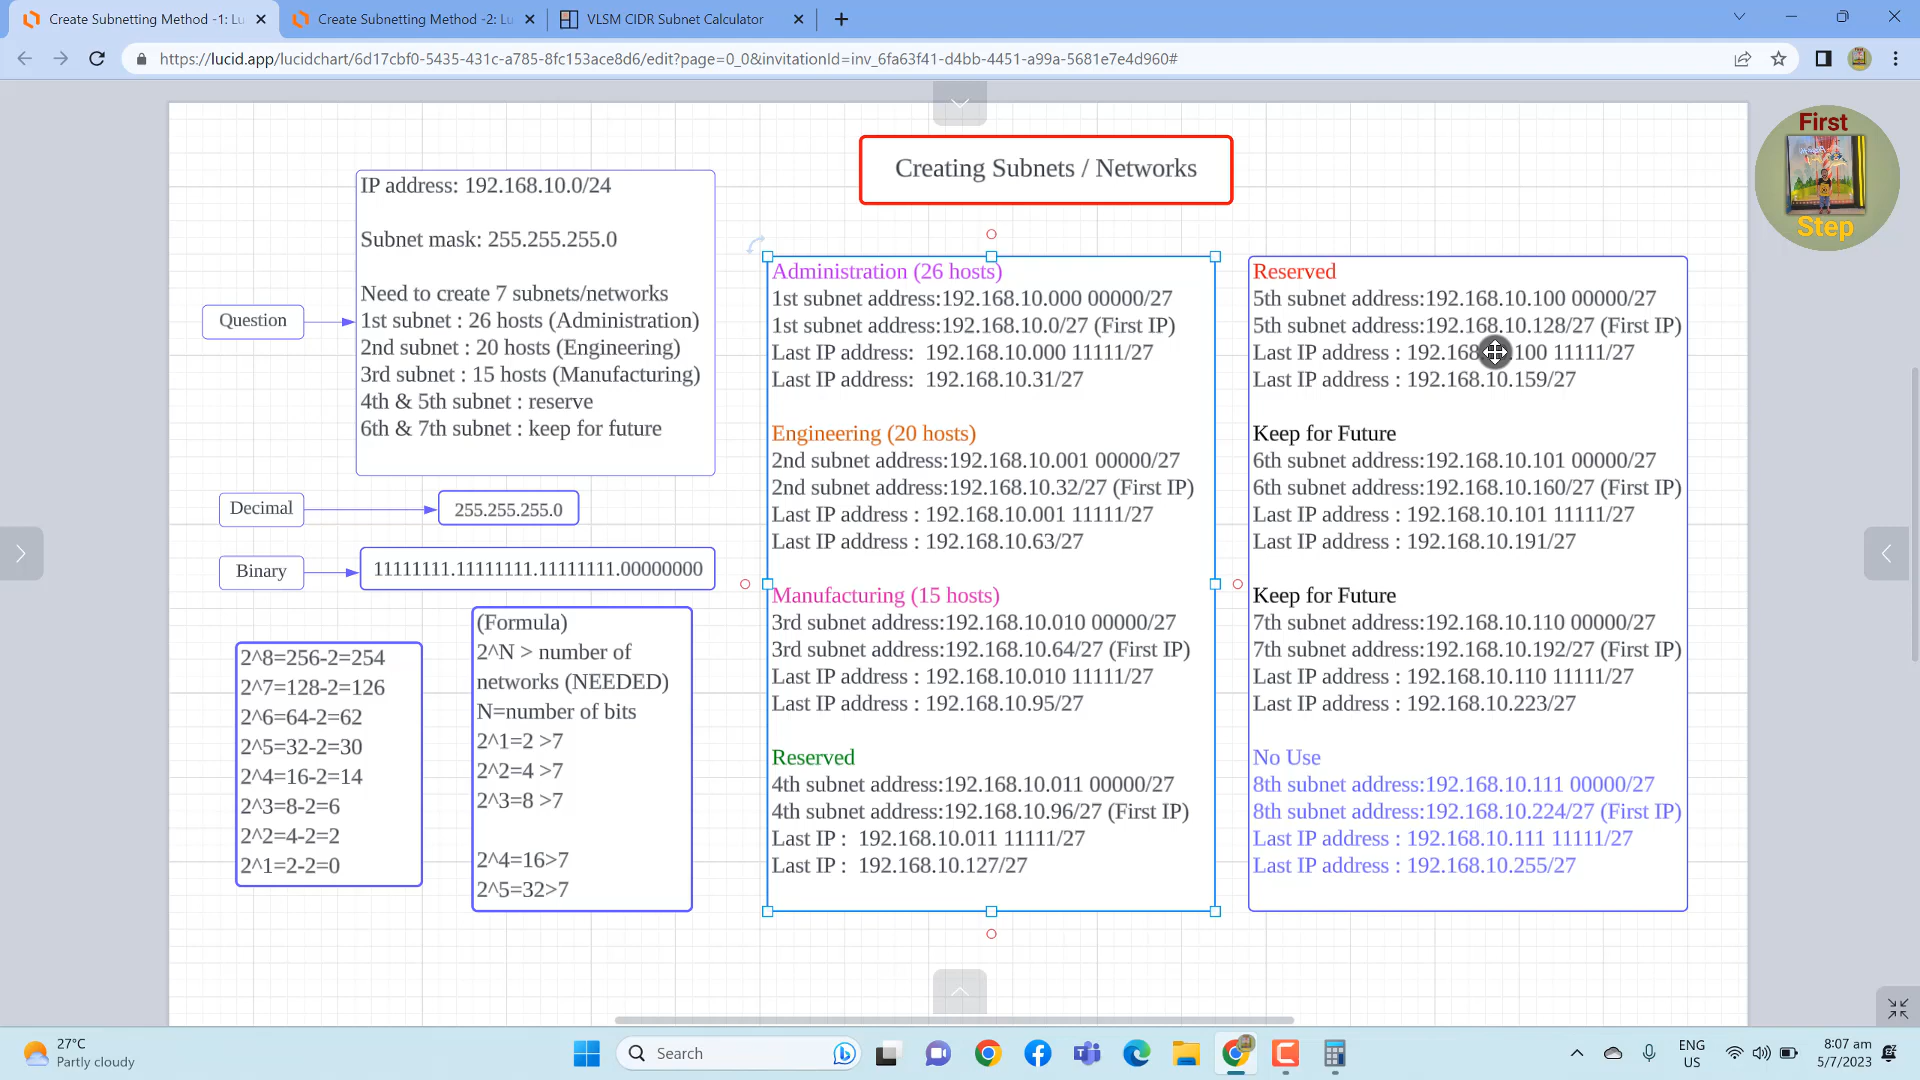 Create Subnetting Method -1: Lu
Create Subnetting Method -2: Lu
VLSM CIDR Subnet Calculator
https://lucid.app/lucidchart/6d17cbf0-5435-431c-a785-8fc153ace8d6/edit?page=0_0&invitationId=inv_6fa63f41-d4bb-4451-a99a-5681e7e4d960#
First
Step
Creating Subnets / Networks
Question
IP address: 192.168.10.0/24
Subnet mask: 255.255.255.0
Need to create 7 subnets/networks
1st subnet : 26 hosts (Administration)
2nd subnet : 20 hosts (Engineering)
3rd subnet : 15 hosts (Manufacturing)
4th & 5th subnet : reserve
6th & 7th subnet : keep for future
Decimal
255.255.255.0
Binary
11111111.11111111.11111111.00000000
2^8=256-2=254
2^7=128-2=126
2^6=64-2=62
2^5=32-2=30
2^4=16-2=14
2^3=8-2=6
2^2=4-2=2
2^1=2-2=0
(Formula)
2^N > number of
networks (NEEDED)
N=number of bits
2^1=2 >7
2^2=4 >7
2^3=8 >7
2^4=16>7
2^5=32>7
Administration (26 hosts)
1st subnet address:192.168.10.000 00000/27
1st subnet address:192.168.10.0/27 (First IP)
Last IP address: 192.168.10.000 11111/27
Last IP address: 192.168.10.31/27
Engineering (20 hosts)
2nd subnet address:192.168.10.001 00000/27
2nd subnet address:192.168.10.32/27 (First IP)
Last IP address : 192.168.10.001 11111/27
Last IP address : 192.168.10.63/27
Manufacturing (15 hosts)
3rd subnet address:192.168.10.010 00000/27
3rd subnet address:192.168.10.64/27 (First IP)
Last IP address : 192.168.10.010 11111/27
Last IP address : 192.168.10.95/27
Reserved
4th subnet address:192.168.10.011 00000/27
4th subnet address:192.168.10.96/27 (First IP)
Last IP : 192.168.10.011 11111/27
Last IP : 192.168.10.127/27
Reserved
5th subnet address:192.168.10.100 00000/27
5th subnet address:192.168.10.128/27 (First IP)
Last IP address : 192.168 100 11111/27
Last IP address : 192.168.10.159/27
Keep for Future
6th subnet address:192.168.10.101 00000/27
6th subnet address:192.168.10.160/27 (First IP)
Last IP address : 192.168.10.101 11111/27
Last IP address : 192.168.10.191/27
Keep for Future
7th subnet address:192.168.10.110 00000/27
7th subnet address:192.168.10.192/27 (First IP)
Last IP address : 192.168.10.110 11111/27
Last IP address : 192.168.10.223/27
No Use
8th subnet address:192.168.10.111 00000/27
8th subnet address:192.168.10.224/27 (First IP)
Last IP address : 192.168.10.111 11111/27
Last IP address : 192.168.10.255/27
27°C
Partly cloudy
Search
ENG
US
8:07 am
5/7/2023